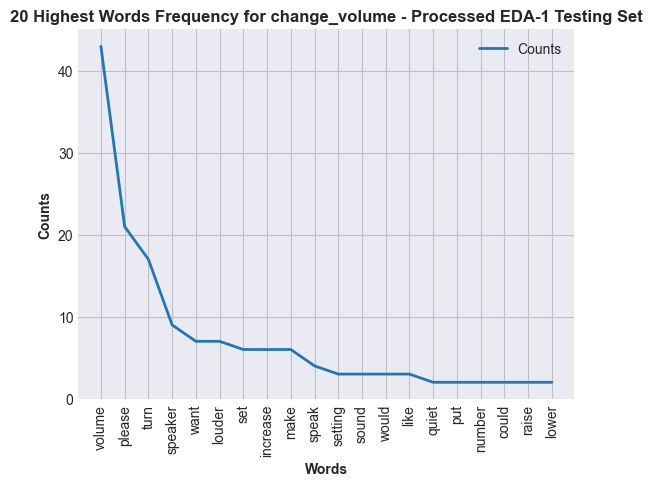 20 Highest Words Frequency for change_volume - Processed EDA-1 Testing Set
Counts
40
30
20
10
0
Counts
volume
please
turn
speaker
want
louder
set
increase
make
speak
setting
sound
would
like
quiet
put
number
could
raise
lower
Words